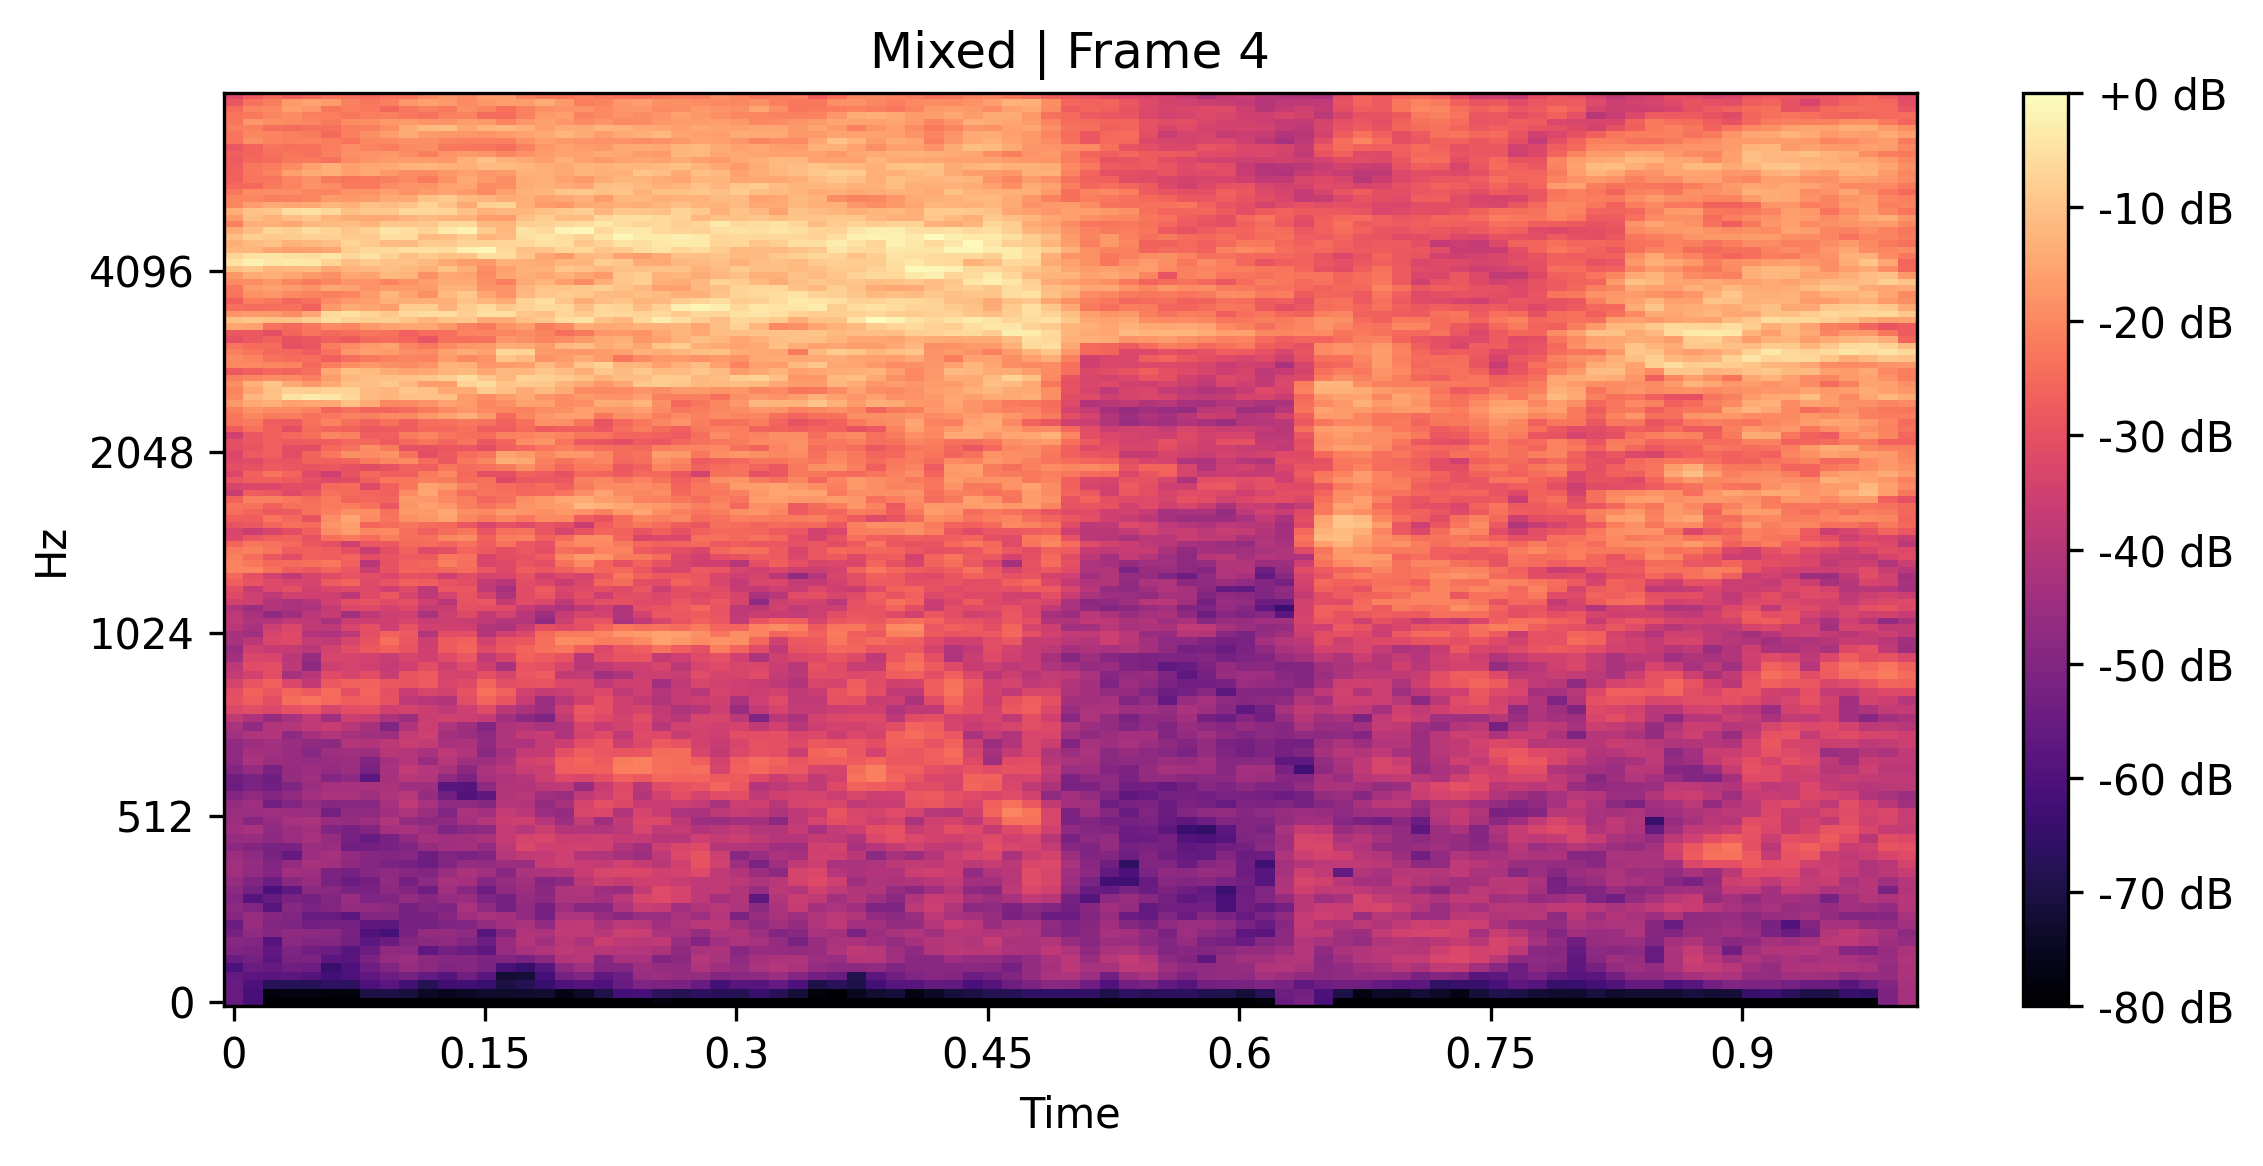 Mixed | Frame 4
Hz
4096
2048
1024
512
0
0 0.15 0.3 0.45 0.6 0.75 0.9
Time
+0 dB
-10 dB
-20 dB
-30 dB
-40 dB
-50 dB
-60 dB
-70 dB
-80 dB